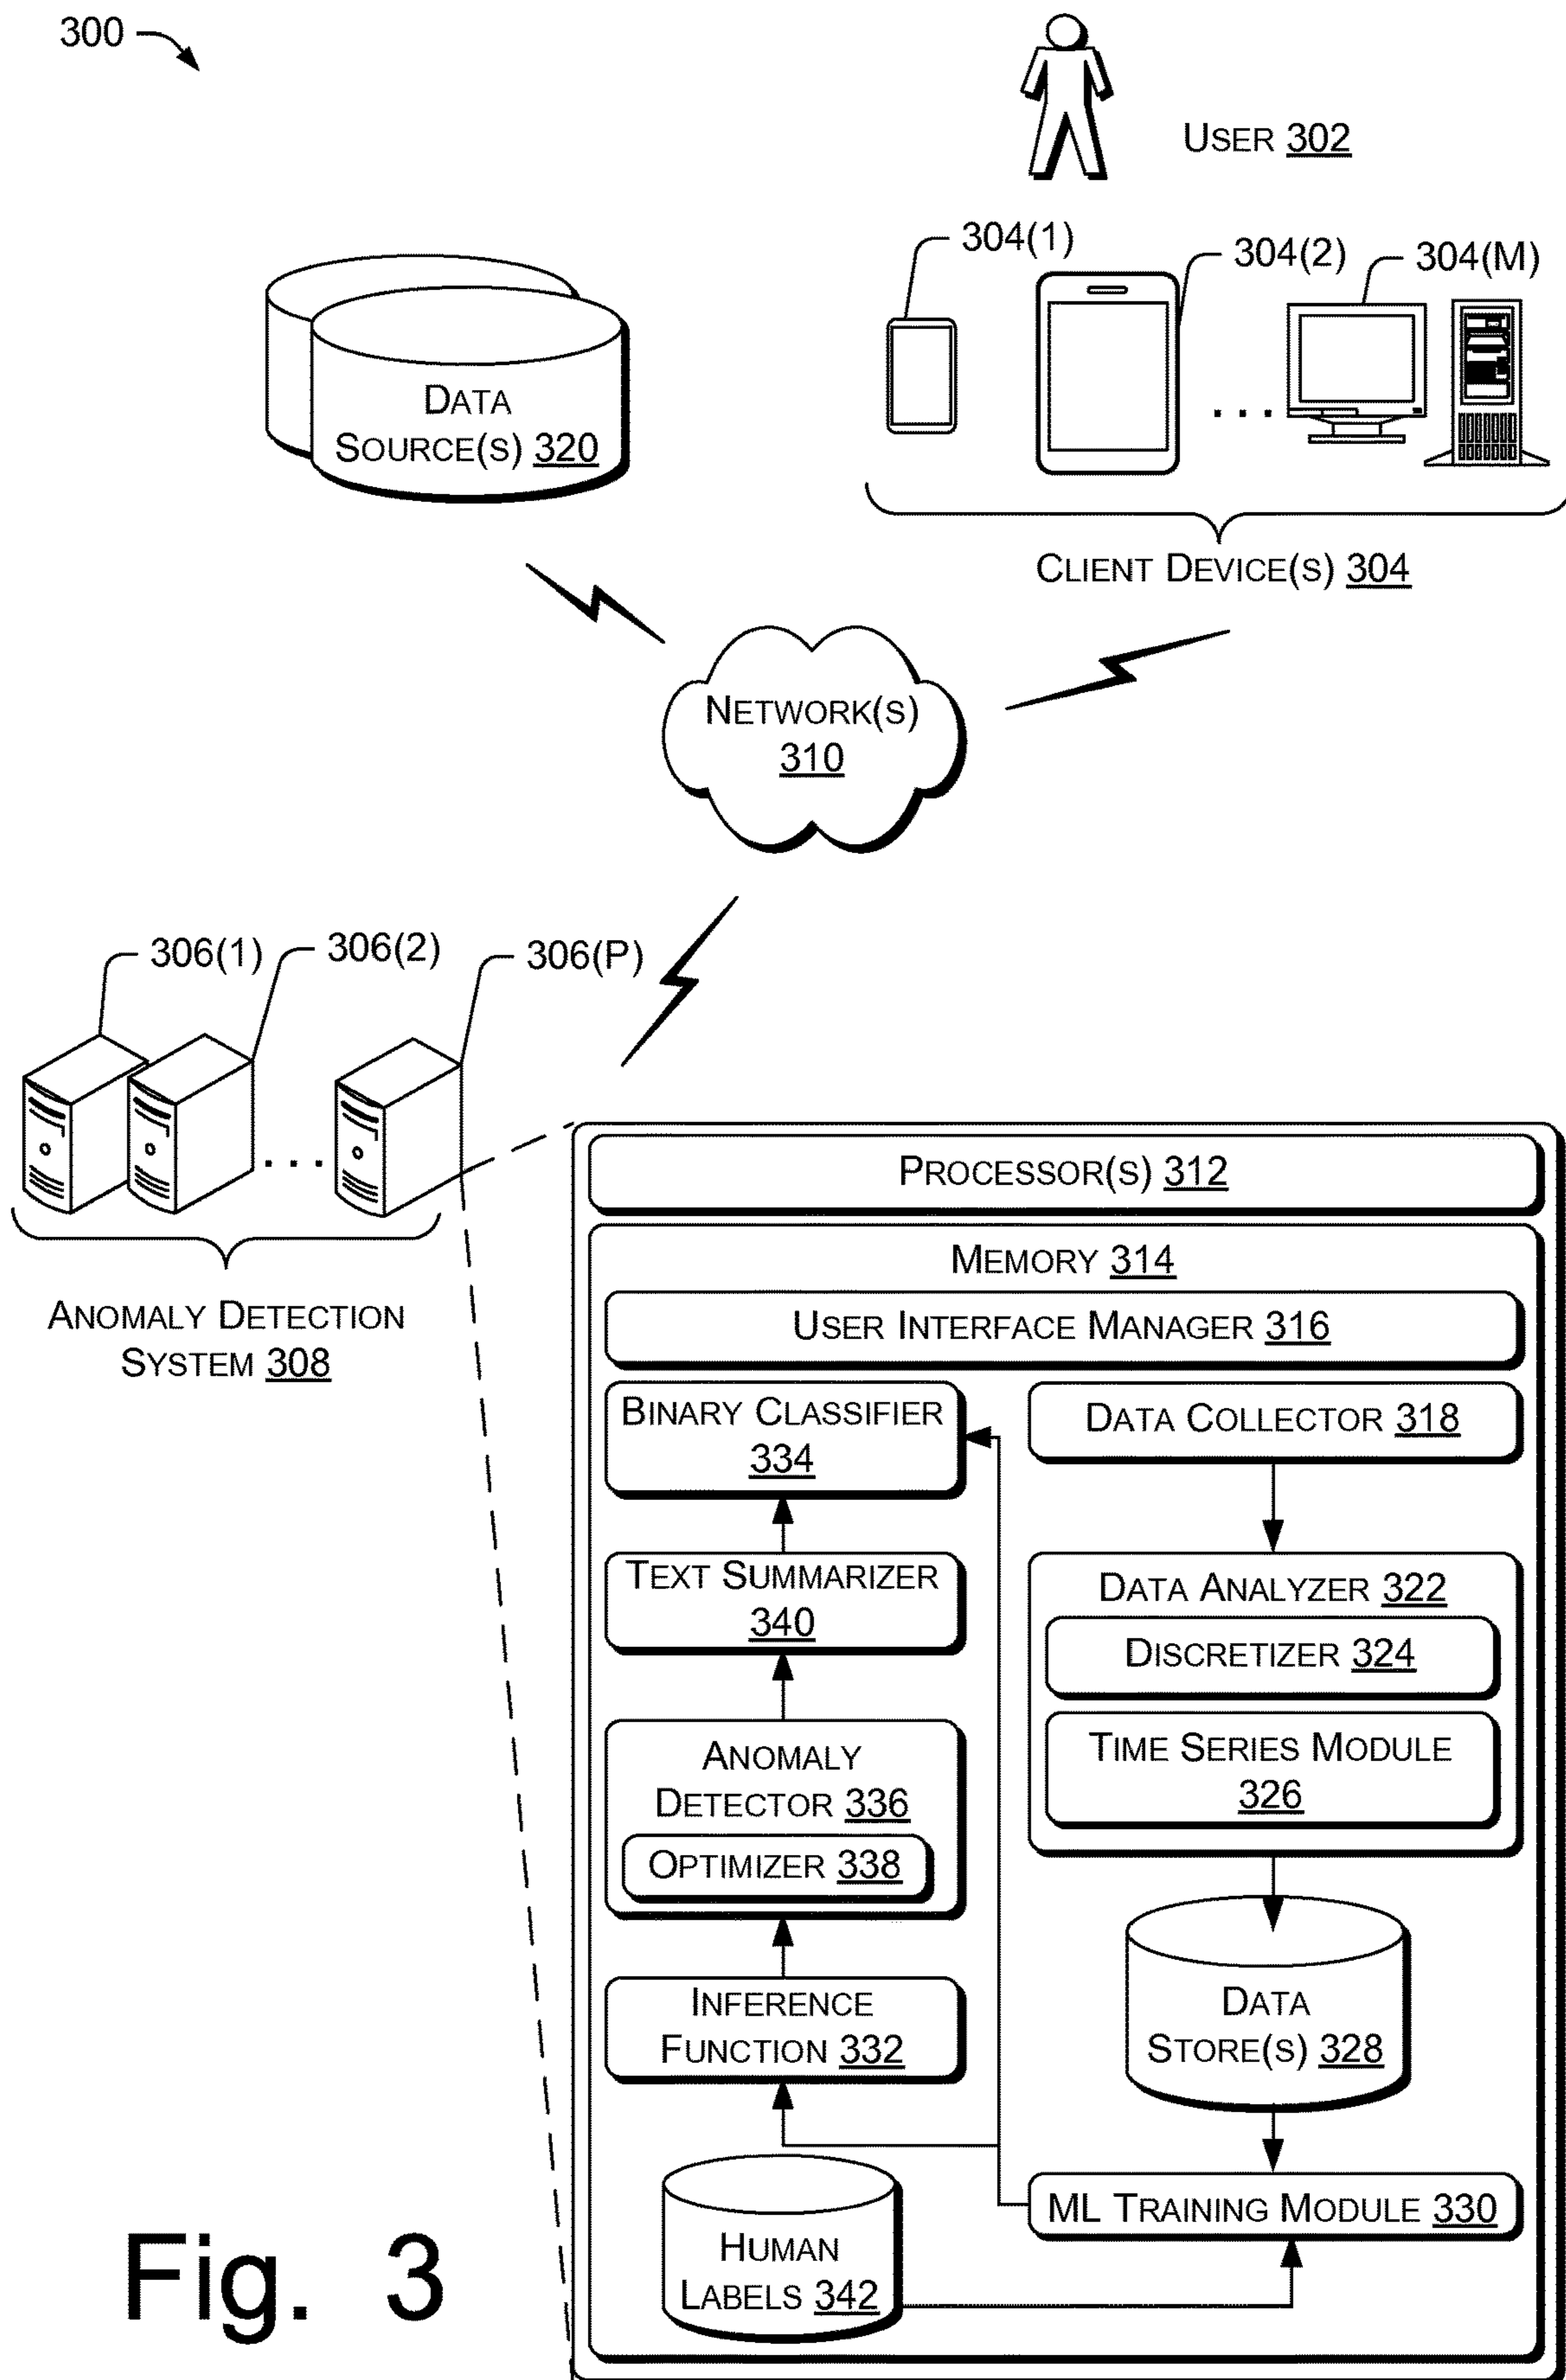 300
USER 302
304(1)
304(2)
304(M)
DATA
SOURCE(S) 320
CLIENT DEVICE(S) 304
NETWORK(S)
310
306(1)
306(2)
306(P)
ANOMALY DETECTION
SYSTEM 308
PROCESSOR(S) 312
MEMORY 314
USER INTERFACE MANAGER 316
BINARY CLASSIFIER
334
DATA COLLECTOR 318
TEXT SUMMARIZER
340
DATA ANALYZER 322
DISCRETIZER 324
TIME SERIES MODULE
326
ANOMALY
DETECTOR 336
OPTIMIZER 338
INFERENCE
FUNCTION 332
DATA
STORE(S) 328
ML TRAINING MODULE 330
HUMAN
LABELS 342
Fig. 3